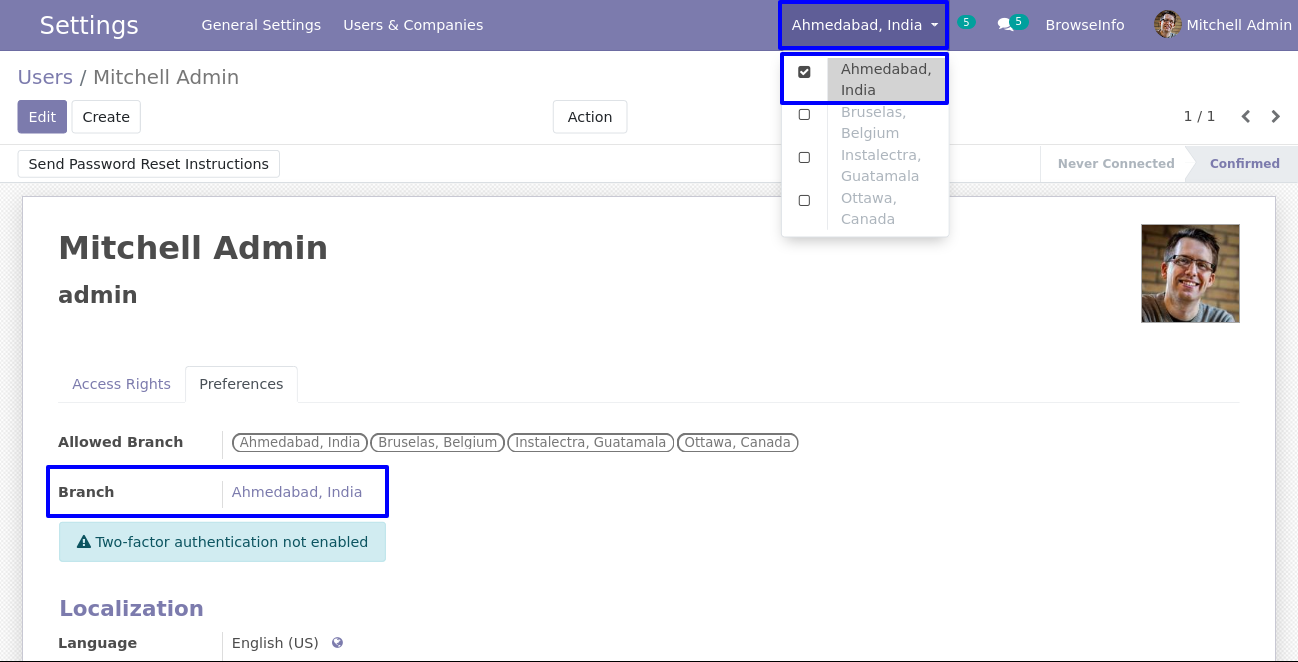 Settings General Settings Users & Companies Ahmedabad, India 5 5 BrowseInfo Mitchell Admin
Users / Mitchell Admin
Edit Create Action 1 / 1
Ahmedabad,
India
Bruselas,
Belgium
Instalectra,
Guatamala
Ottawa,
Canada
Send Password Reset Instructions Never Connected Confirmed
Mitchell Admin
admin
Access Rights Preferences
Allowed Branch Ahmedabad, India Bruselas, Belgium Instalectra, Guatamala Ottawa, Canada
Branch Ahmedabad, India
Two-factor authentication not enabled
Localization
Language English (US)